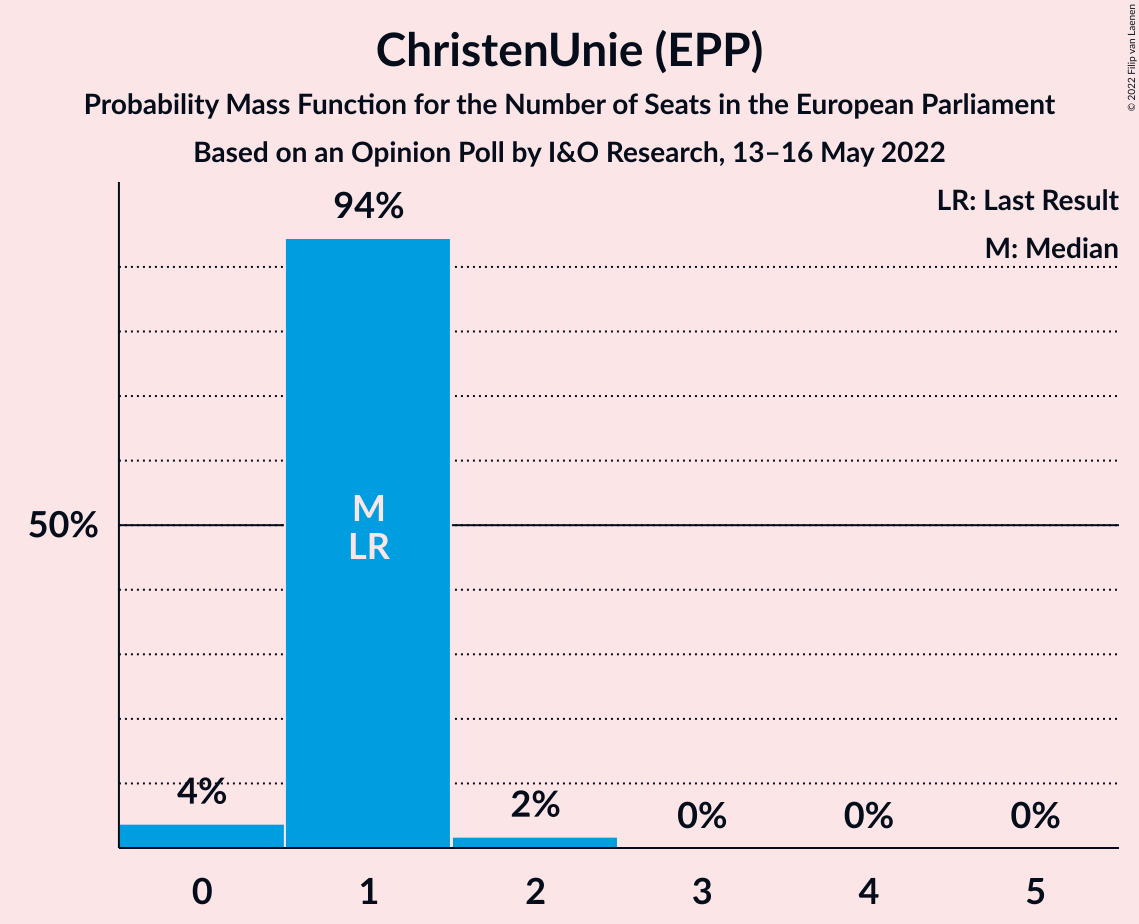 ChristenUnie (EPP)
Probability Mass Function for the Number of Seats in the European Parliament
Based on an Opinion Poll by I&O Research, 13–16 May 2022
© 2022 Filip van Laenen
LR: Last Result
M: Median
94%
50%
M
LR
4%
2%
0%
0%
0%
0
1
2
3
4
5